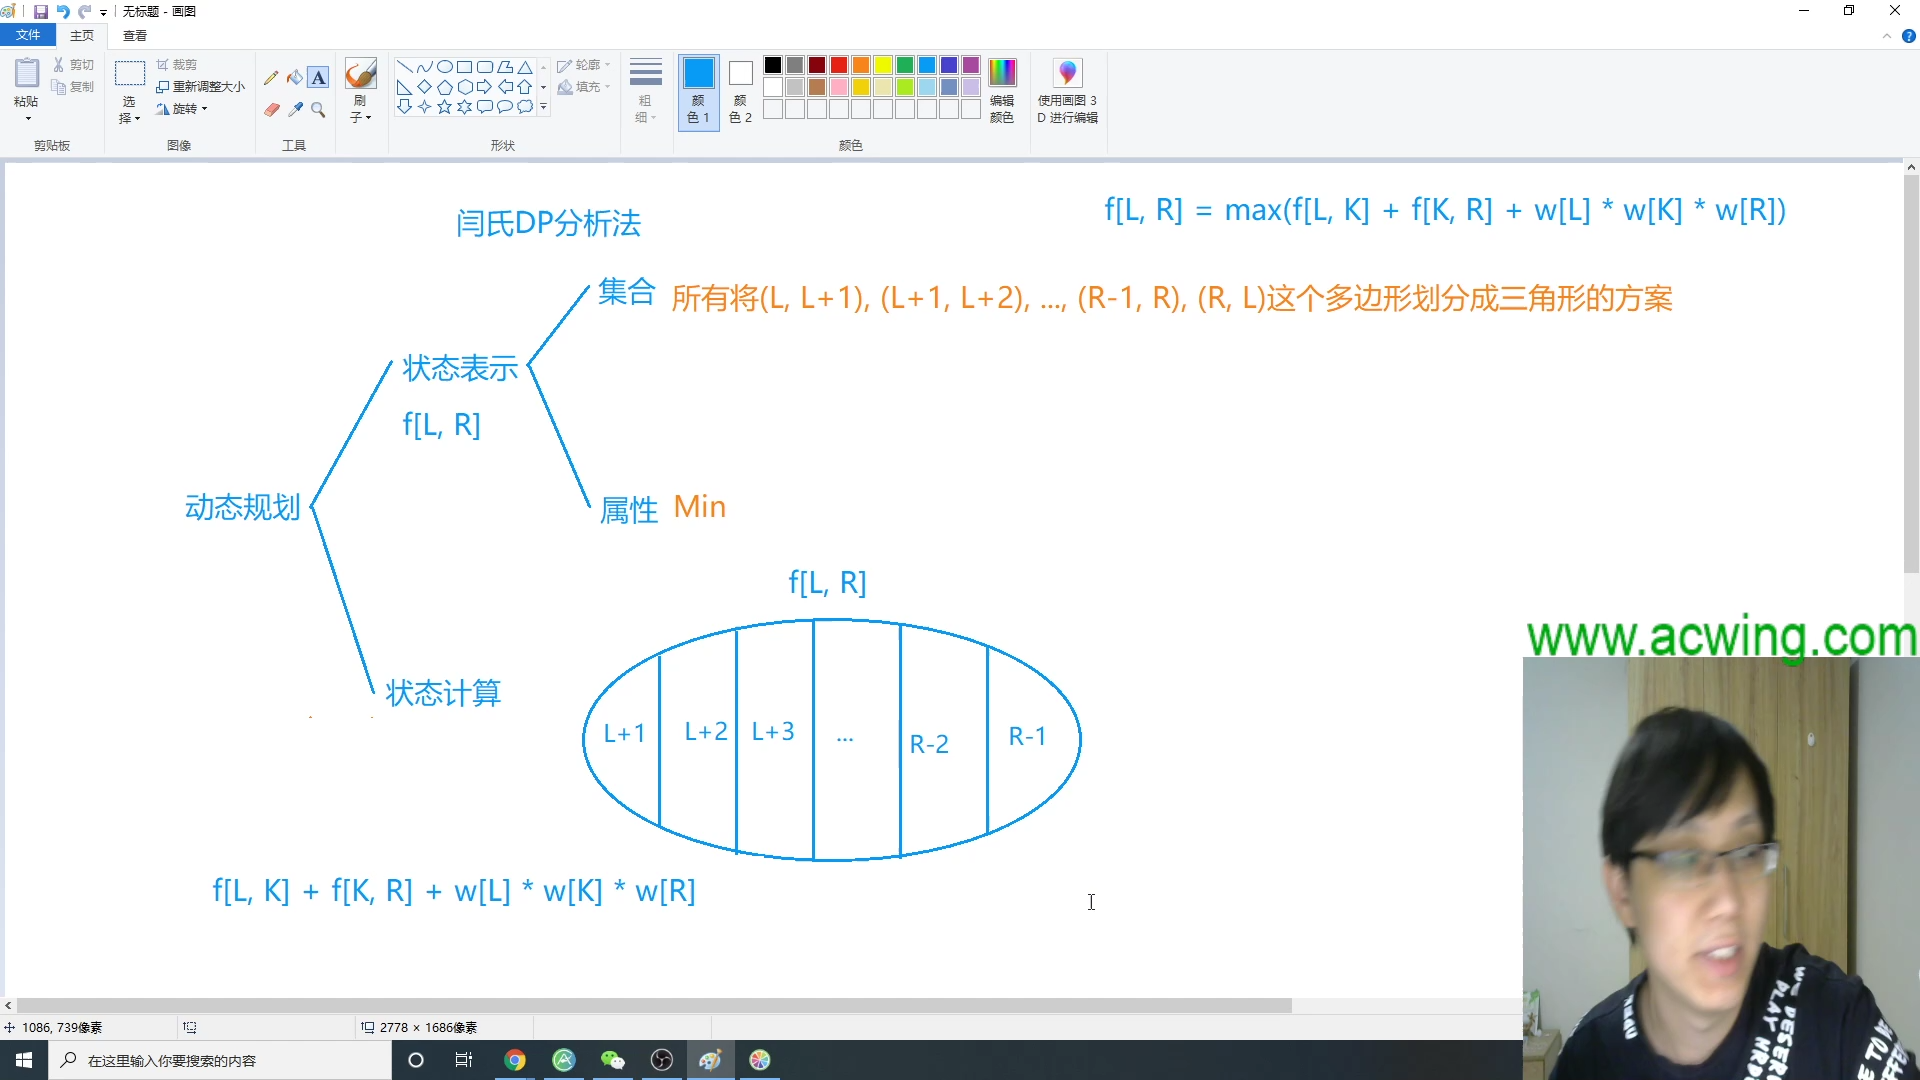 无标题 - 画图
文件 主页 查看
粘贴
剪切
复制
剪贴板
选择
裁剪
重新调整大小
旋转
图像
A
工具
刷子
形状
轮廓
填充
粗细
颜色 1
颜色 2
颜色
编辑颜色
使用画图 3D 进行编辑
闫氏DP分析法
f[L, R] = max(f[L, K] + f[K, R] + w[L] * w[K] * w[R])
集合 所有将(L, L+1), (L+1, L+2), ..., (R-1, R), (R, L)这个多边形划分成三角形的方案
状态表示
f[L, R]
动态规划
属性 Min
f[L, R]
状态计算
L+1 L+2 L+3 ... R-2 R-1
f[L, K] + f[K, R] + w[L] * w[K] * w[R]
www.acwing.com
1086, 739像素
2778 × 1686像素
在这里输入你要搜索的内容